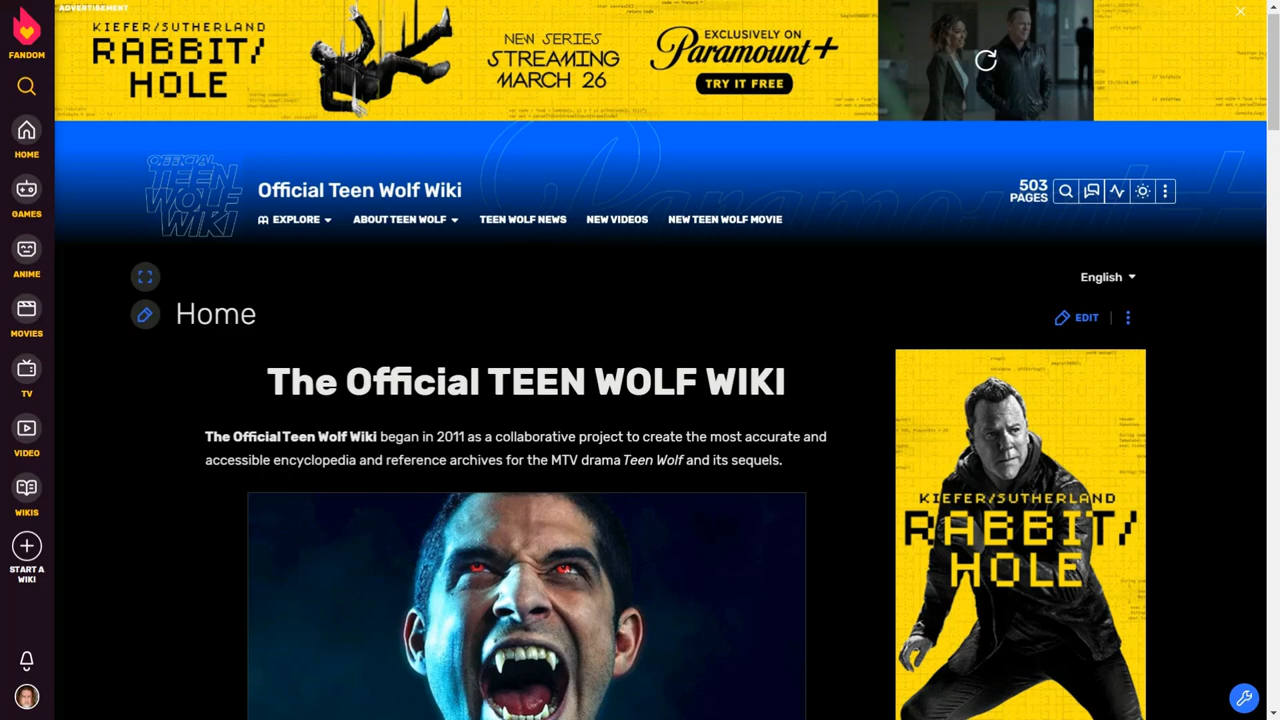 ADVERTISEMENT
KIEFER/SUTHERLAND
RABBIT/
HOLE
NEW SERIES
STREAMING
MARCH 26
EXCLUSIVELY ON
Paramount+
TRY IT FREE
FANDOM
HOME
GAMES
ANIME
MOVIES
TV
VIDEO
WIKIS
START A
WIKI
OFFICIAL
TEEN
WOLF
WIKI
Official Teen Wolf Wiki
EXPLORE
ABOUT TEEN WOLF
TEEN WOLF NEWS
NEW VIDEOS
NEW TEEN WOLF MOVIE
503
PAGES
English
Home
EDIT
The Official TEEN WOLF WIKI
The Official Teen Wolf Wiki began in 2011 as a collaborative project to create the most accurate and
accessible encyclopedia and reference archives for the MTV drama Teen Wolf and its sequels.
KIEFER/SUTHERLAND
RABBIT/
HOLE